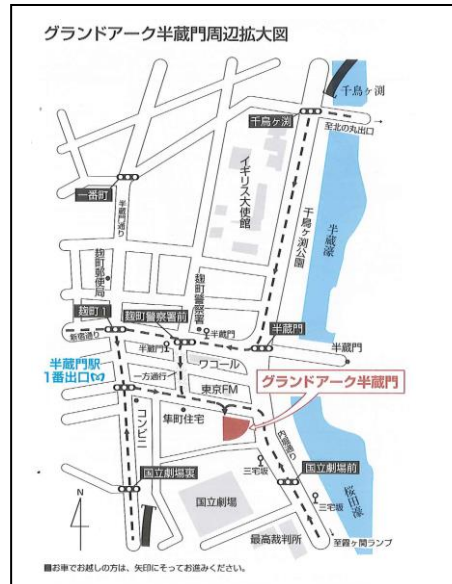 グランドアーク半蔵門周辺拡大図
千鳥ヶ淵
千鳥ヶ淵
至北の丸出口
イギリス大使館
一番町
半蔵門通り
千鳥ヶ淵公園
半蔵濠
麹町郵便局
麹町警察署
麹町1
麹町警察署前
半蔵門
半蔵門
新宿通り
半蔵門
半蔵門
ワコール
半蔵門駅
1番出口
一方通行
東京FM
グランドアーク半蔵門
コンビニ
隼町住宅
内堀通り
国立劇場裏
三宅坂
国立劇場前
国立劇場
三宅坂
桜田濠
N
最高裁判所
至霞ヶ関ランプ
■お車でお越しの方は、矢印にそってお進みください。